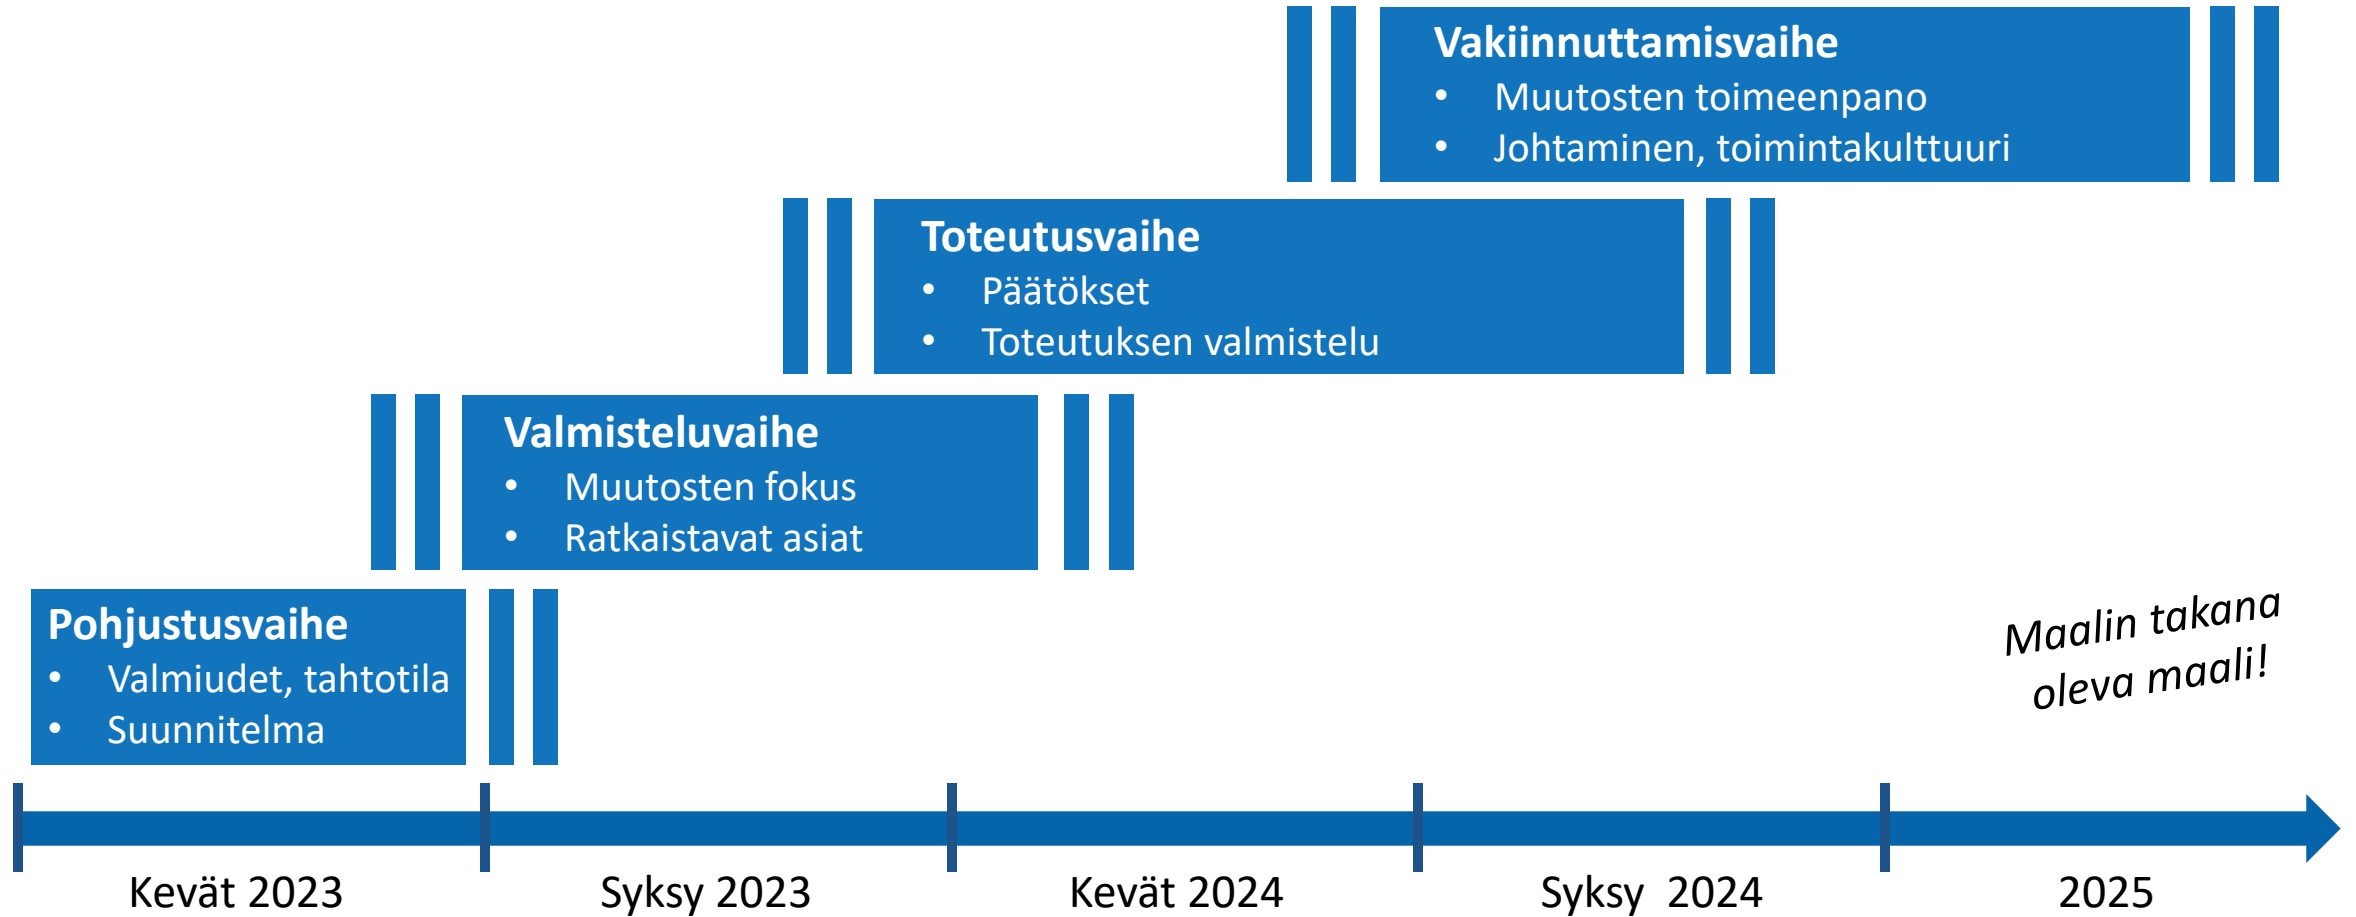 Vakiinnuttamisvaihe
• Muutosten toimeenpano
• Johtaminen, toimintakulttuuri
Toteutusvaihe
• Päätökset
• Toteutuksen valmistelu
Valmisteluvaihe
• Muutosten fokus
• Ratkaistavat asiat
Pohjustusvaihe
• Valmiudet, tahtotila
• Suunnitelma
Maalin takana
oleva maali!
Kevät 2023
Syksy 2023
Kevät 2024
Syksy 2024
2025